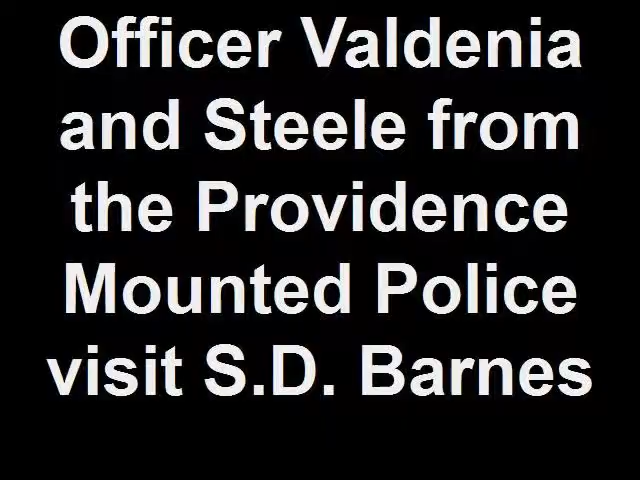 Officer Valdenia
and Steele from
the Providence
Mounted Police
visit S.D. Barnes